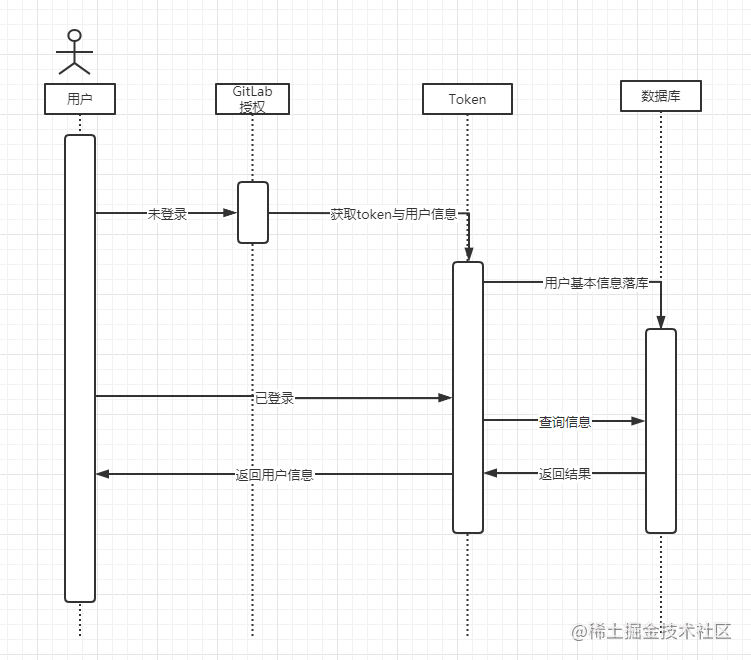 用户
GitLab
授权
Token
数据库
未登录
获取token与用户信息
用户基本信息落库
已登录
查询信息
返回用户信息
返回结果
@稀土掘金技术社区